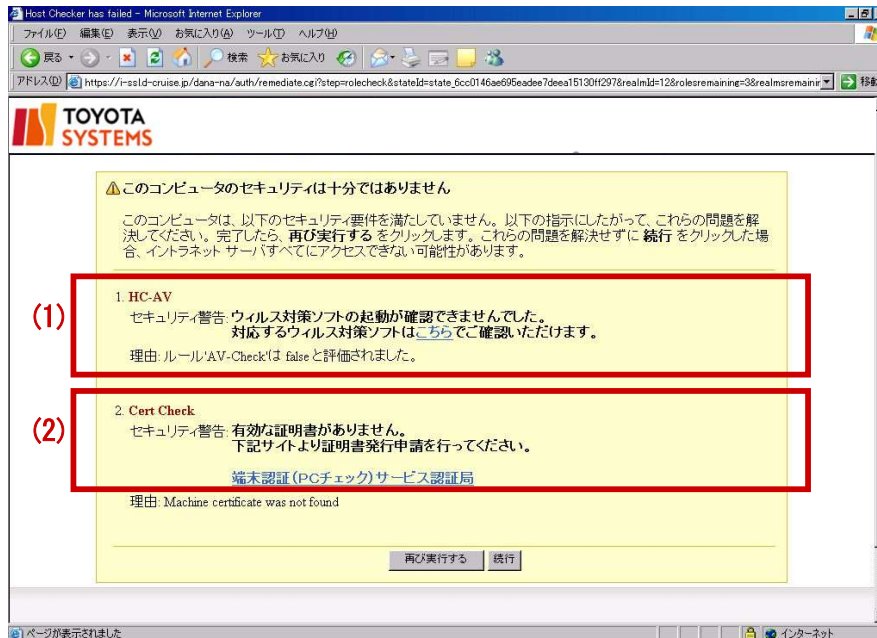 Host Checker has failed - Microsoft Internet Explorer
ファイル(F) 編集(E) 表示(V) お気に入り(A) ツール(T) ヘルプ(H)
戻る 検索 お気に入り
アドレス(D) https://i-ssl.d-cruise.jp/dana-na/auth/remediate.cgi?step=rolecheck&stateId=state_6cc0146ae695eadee7deea15130ff297&realmId=12&rolesremaining=3&realmsremainir 移動
TOYOTA
SYSTEMS
このコンピュータのセキュリティは十分ではありません
このコンピュータは、以下のセキュリティ要件を満たしていません。以下の指示にしたがって、これらの問題を解
決してください。完了したら、再び実行する をクリックします。これらの問題を解決せずに 続行 をクリックした場
合、イントラネット サーバすべてにアクセスできない可能性があります。
(1)
1. HC-AV
セキュリティ警告: ウィルス対策ソフトの起動が確認できませんでした。
対応するウィルス対策ソフトはこちらでご確認いただけます。
理由: ルール'AV-Check'は false と評価されました。
(2)
2. Cert Check
セキュリティ警告: 有効な証明書がありません。
下記サイトより証明書発行申請を行ってください。
端末認証(PCチェック)サービス認証局
理由: Machine certificate was not found
再び実行する 続行
ページが表示されました インターネット